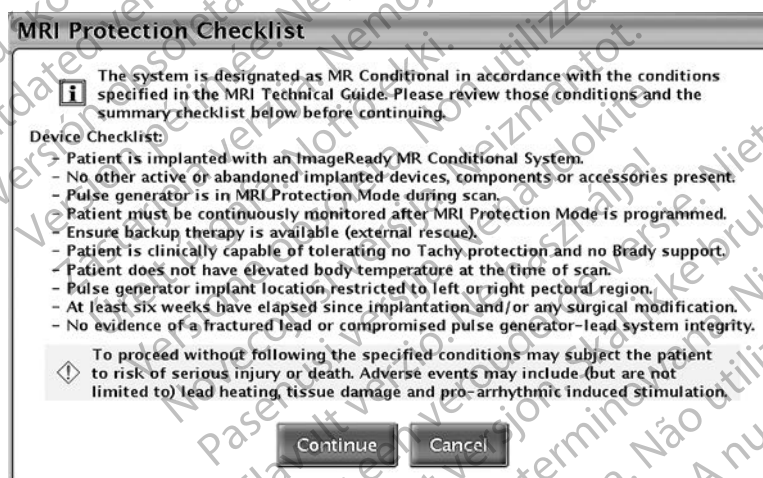 MRI Protection Checklist
The system is designated as MR Conditional in accordance with the conditions
specified in the MRI Technical Guide. Please review those conditions and the
summary checklist below before continuing.
Device Checklist:
- Patient is implanted with an ImageReady MR Conditional System.
- No other active or abandoned implanted devices, components or accessories present.
- Pulse generator is in MRI Protection Mode during scan.
- Patient must be continuously monitored after MRI Protection Mode is programmed.
- Ensure backup therapy is available (external rescue).
- Patient is clinically capable of tolerating no Tachy protection and no Brady support.
- Patient does not have elevated body temperature at the time of scan.
- Pulse generator implant location restricted to left or right pectoral region.
- At least six weeks have elapsed since implantation and/or any surgical modification.
- No evidence of a fractured lead or compromised pulse generator-lead system integrity.
To proceed without following the specified conditions may subject the patient
to risk of serious injury or death. Adverse events may include (but are not
limited to) lead heating, tissue damage and pro-arrhythmic induced stimulation.
Continue
Cancel